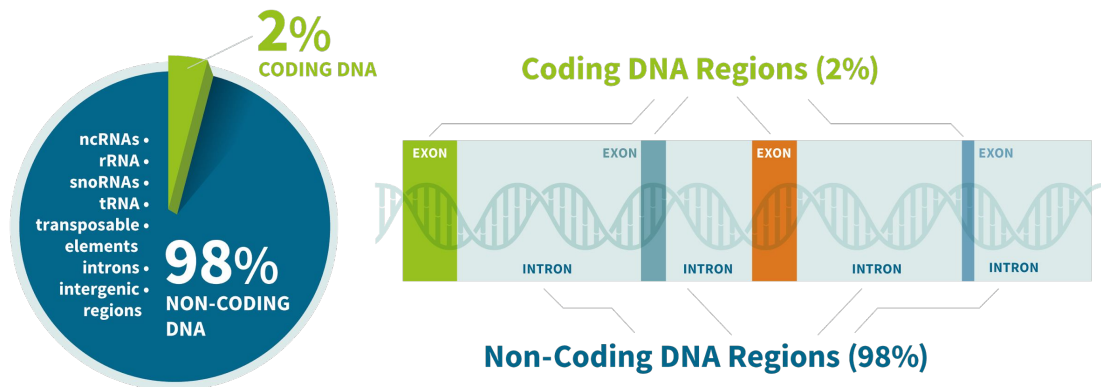 2%
CODING DNA
ncRNAs •
rRNA •
snoRNAs •
tRNA •
transposable •
elements
introns •
intergenic •
regions
98%
NON-CODING
DNA
Coding DNA Regions (2%)
EXON
EXON
EXON
EXON
INTRON
INTRON
INTRON
INTRON
Non-Coding DNA Regions (98%)